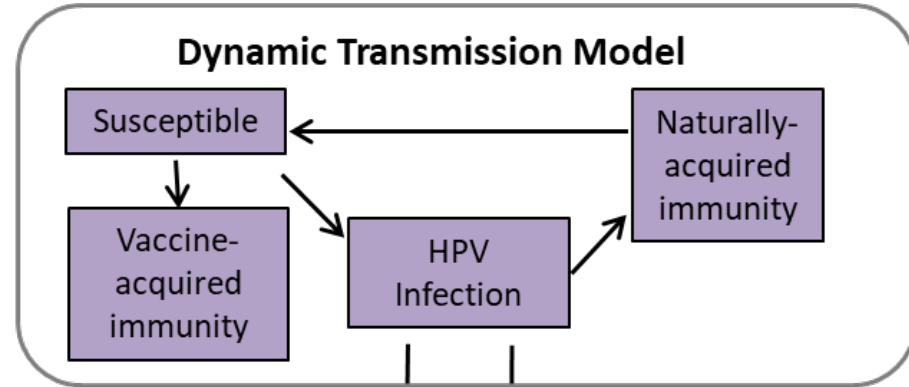 Dynamic Transmission Model
Susceptible
Naturally-
acquired
immunity
Vaccine-
acquired
immunity
HPV
Infection